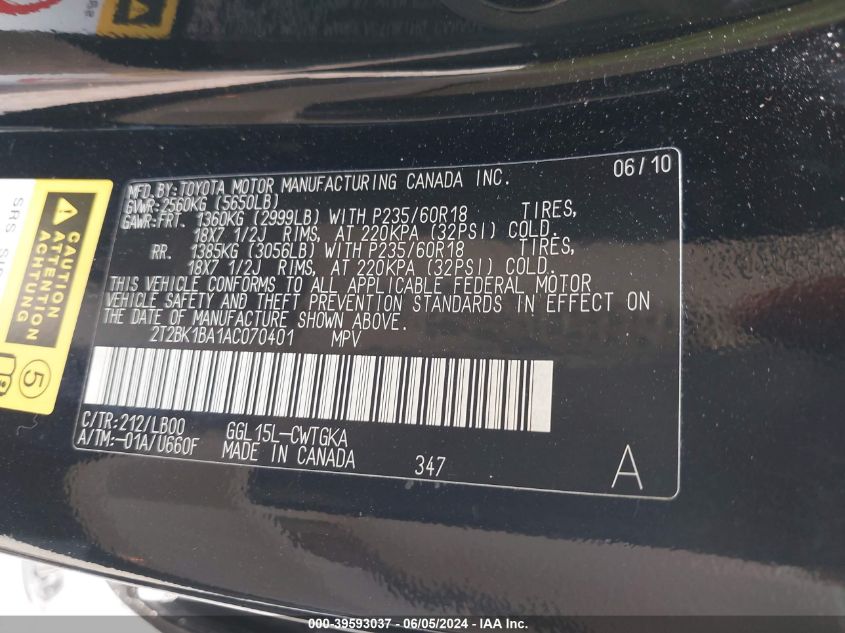 06/10
MFD. BY: TOYOTA MOTOR MANUFACTURING CANADA INC.
GVWR: 2560KG (5650LB)
GAWR: FRT. 1360KG (2999LB) WITH P235/60R18 TIRES,
18X7 1/2J RIMS, AT 220KPA (32PSI) COLD.
RR. 1385KG (3056LB) WITH P235/60R18 TIRES,
18X7 1/2J RIMS, AT 220KPA (32PSI) COLD.
THIS VEHICLE CONFORMS TO ALL APPLICABLE FEDERAL MOTOR
VEHICLE SAFETY AND THEFT PREVENTION STANDARDS IN EFFECT ON
THE DATE OF MANUFACTURE SHOWN ABOVE.
2T2BK1BA1AC070401 MPV
C/TR: 212/LB00 GGL15L-CWTGKA
A/TM: -01A/U660F MADE IN CANADA 347 A
CAUTION
ATTENTION
ACHTUNG
5
SRS
000-39593037 - 06/05/2024 - IAA Inc.